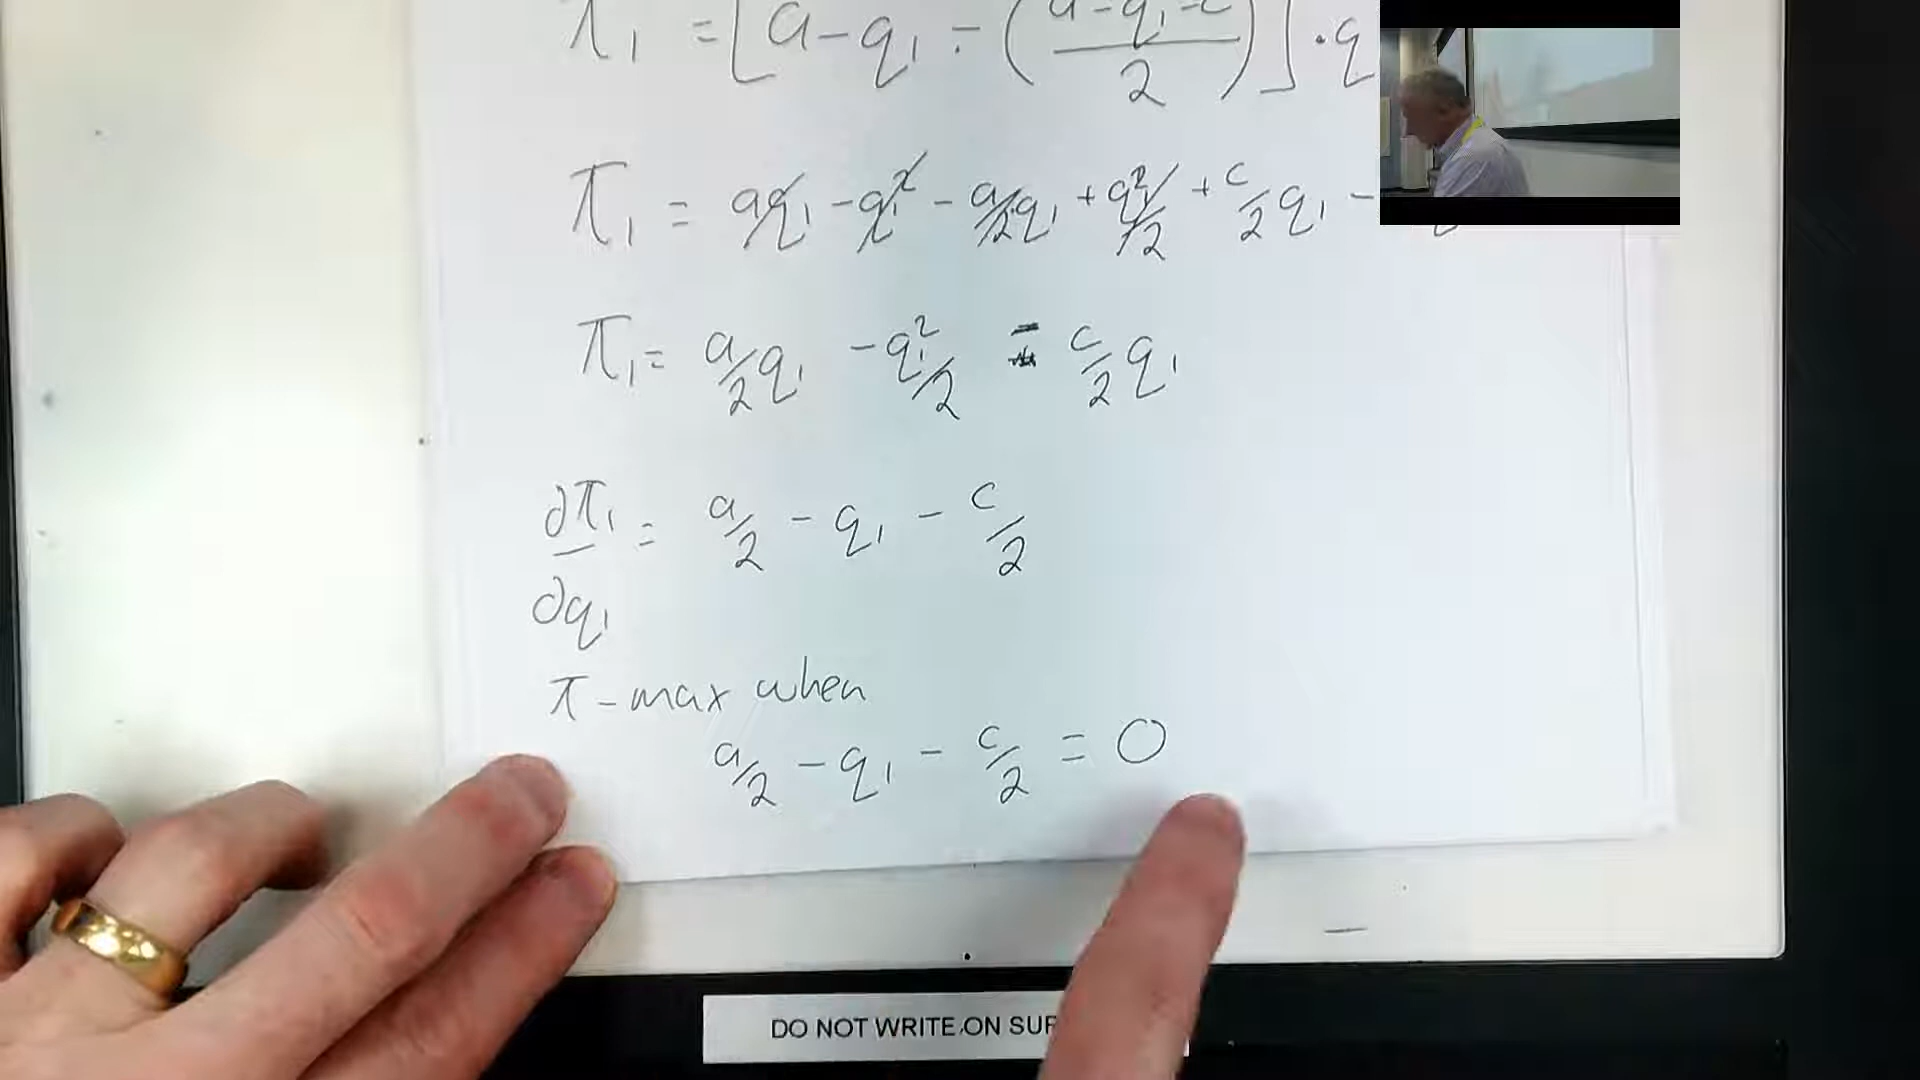 π₁ = [a - q₁ - ((a - q₁ - c)/2)] · q
π₁ = aq₁ - q₁² - a/2 q₁ + q₁²/2 + c/2 q₁ -
π₁ = a/2 q₁ - q₁²/2 - c/2 q₁
∂π₁/∂q₁ = a/2 - q₁ - c/2
π - max when
a/2 - q₁ - c/2 = 0
DO NOT WRITE ON SUR